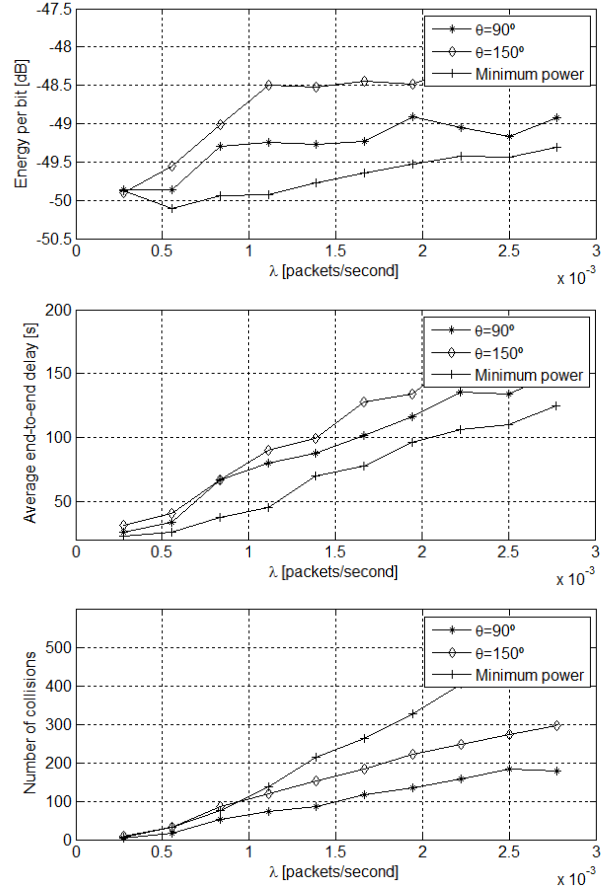 -47.5
-48
-48.5
-49
-49.5
-50
-50.5
Energy per bit [dB]
θ=90º
θ=150º
Minimum power
0 0.5 1 1.5 2 2.5 3
λ [packets/second]
x 10⁻³
200
150
100
50
Average end-to-end delay [s]
θ=90º
θ=150º
Minimum power
0 0.5 1 1.5 2 2.5 3
λ [packets/second]
x 10⁻³
500
400
300
200
100
0
Number of collisions
θ=90º
θ=150º
Minimum power
0 0.5 1 1.5 2 2.5 3
λ [packets/second]
x 10⁻³